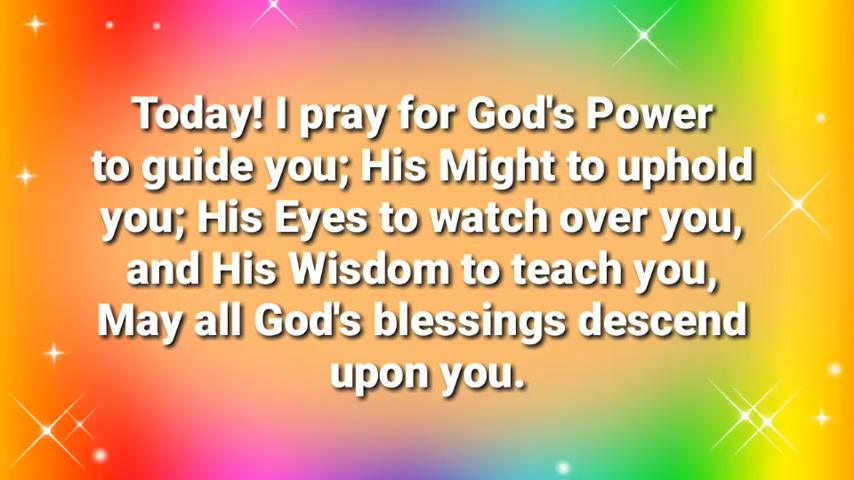 Today! I pray for God's Power
to guide you; His Might to uphold
you; His Eyes to watch over you,
and His Wisdom to teach you,
May all God's blessings descend
upon you.